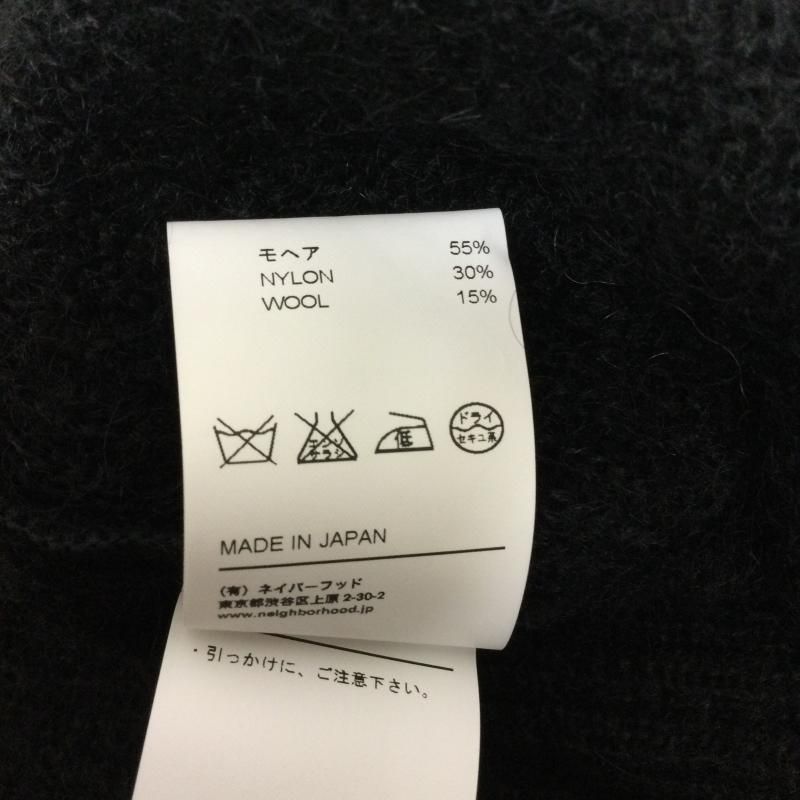 モヘア 55%
NYLON 30%
WOOL 15%
エンソ
サラシ
低
ドライ
セキユ系
MADE IN JAPAN
(有) ネイバーフッド
東京都渋谷区上原 2-30-2
www.neighborhood.jp
・引っかけに、ご注意下さい。